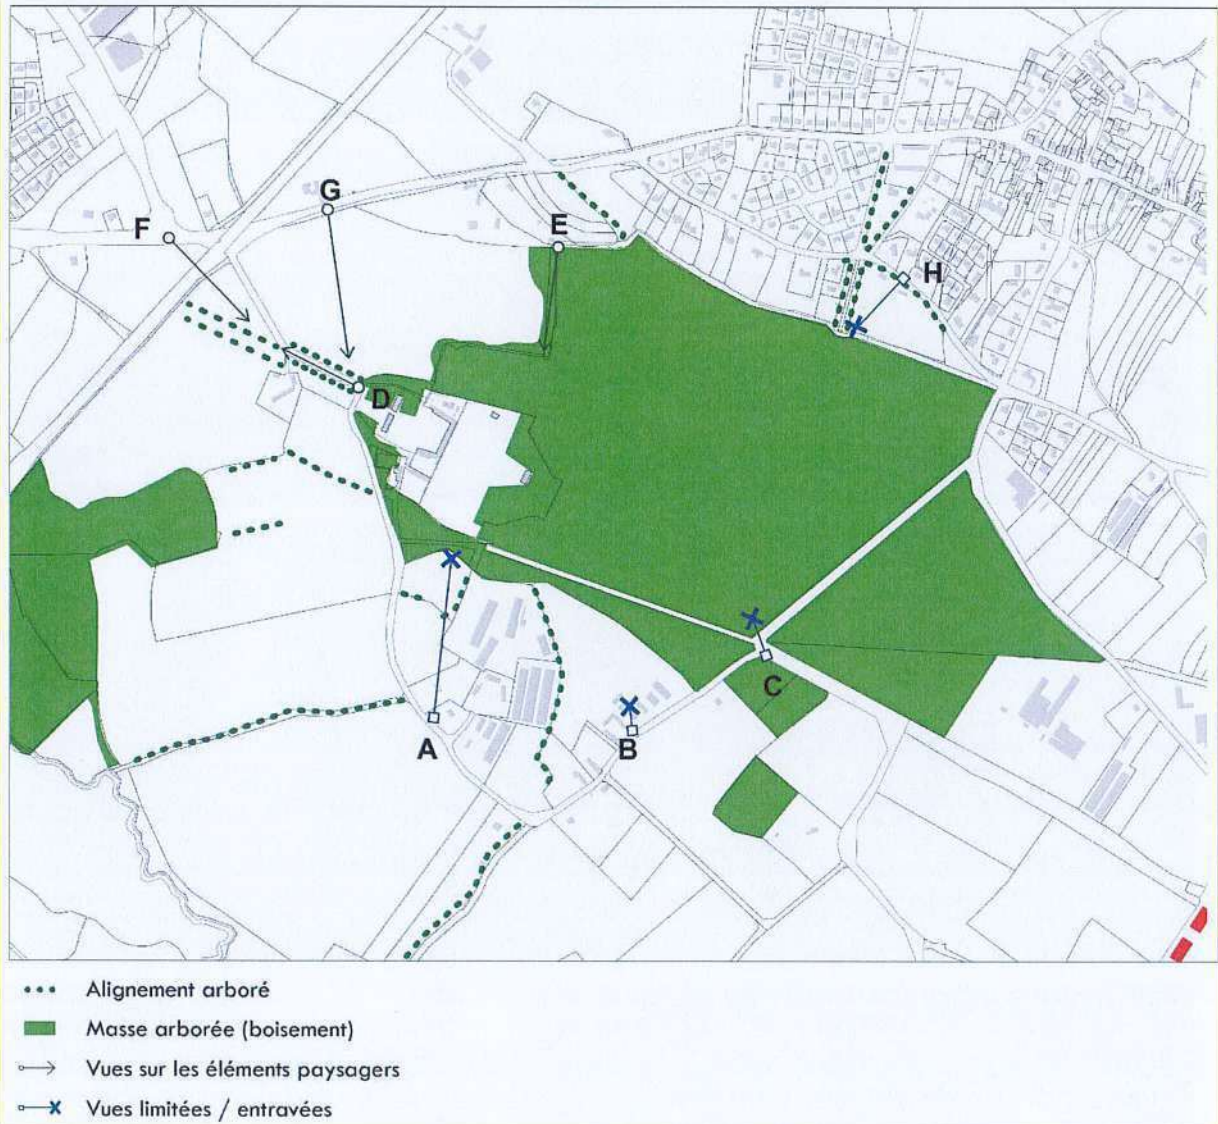 G
F
E
H
D
A
B
C
Alignement arboré
Masse arborée (boisement)
Vues sur les éléments paysagers
Vues limitées / entravées